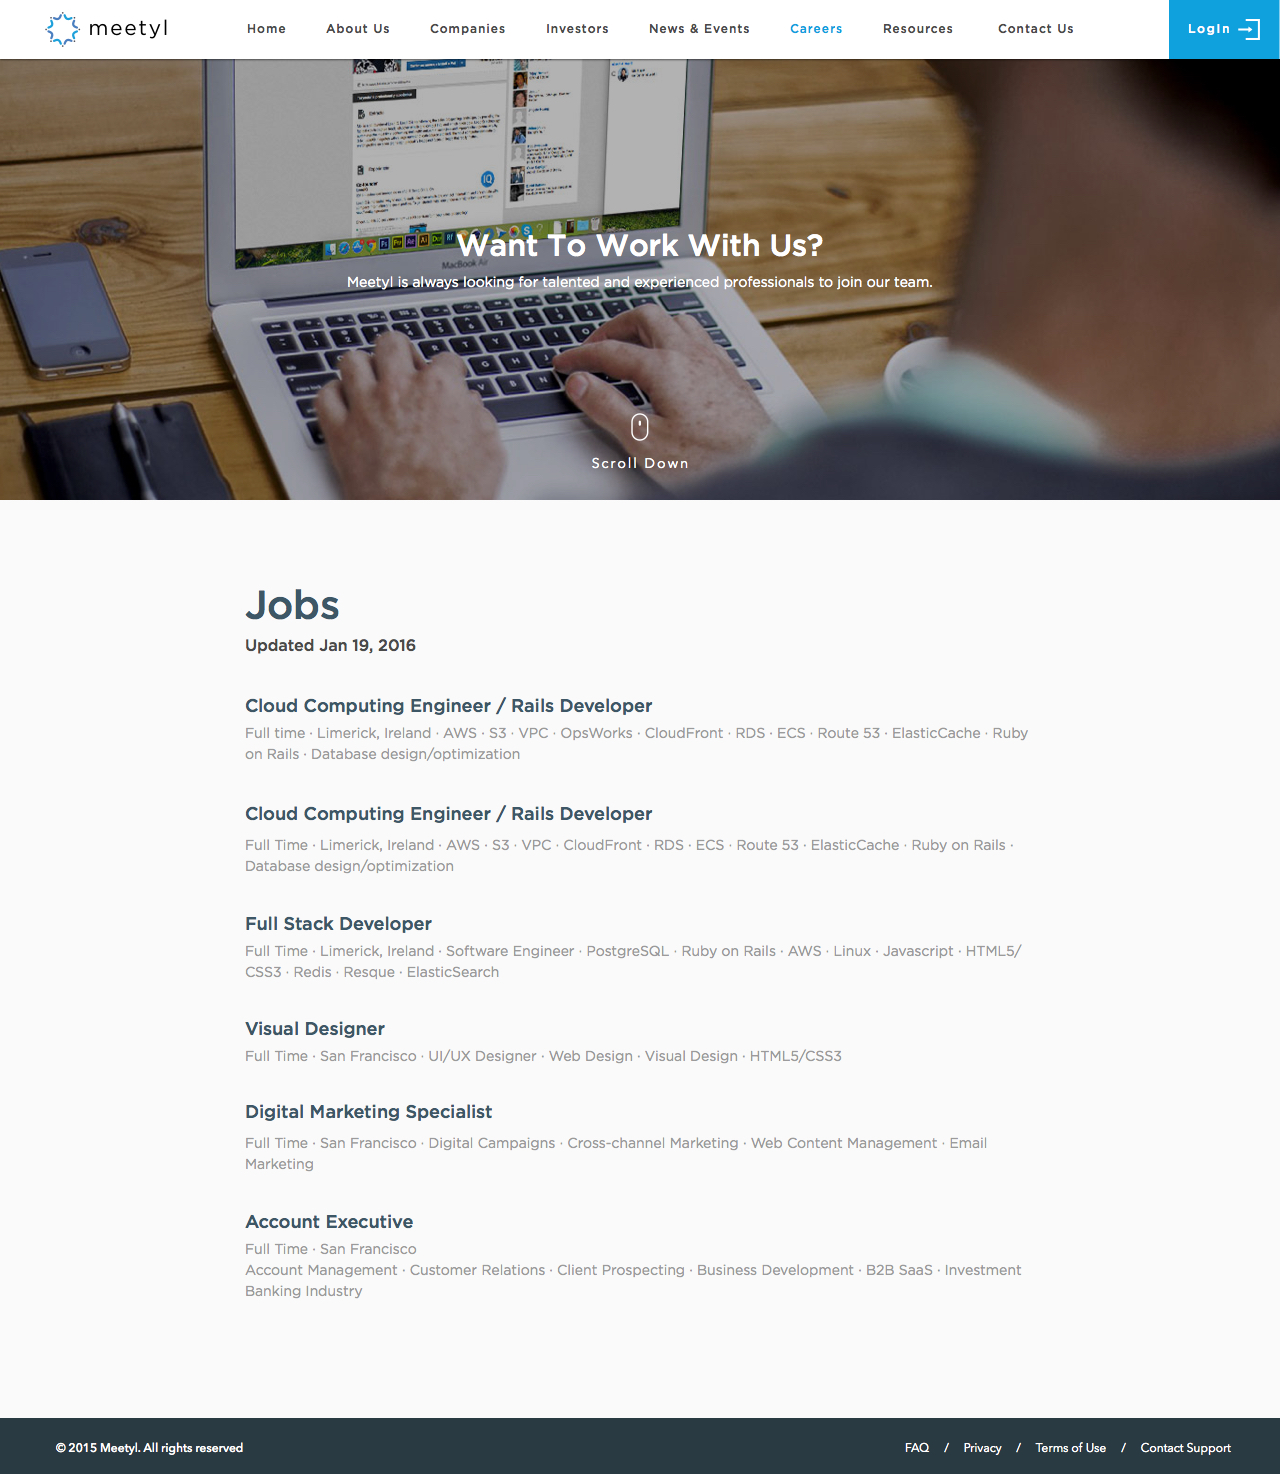 meetyl
Home About Us Companies Investors News & Events Careers Resources Contact Us LogIn
MacBook Air
Want To Work With Us?
Meetyl is always looking for talented and experienced professionals to join our team.
Scroll Down
Jobs
Updated Jan 19, 2016
Cloud Computing Engineer / Rails Developer
Full time · Limerick, Ireland · AWS · S3 · VPC · OpsWorks · CloudFront · RDS · ECS · Route 53 · ElasticCache · Ruby
on Rails · Database design/optimization
Cloud Computing Engineer / Rails Developer
Full Time · Limerick, Ireland · AWS · S3 · VPC · CloudFront · RDS · ECS · Route 53 · ElasticCache · Ruby on Rails ·
Database design/optimization
Full Stack Developer
Full Time · Limerick, Ireland · Software Engineer · PostgreSQL · Ruby on Rails · AWS · Linux · Javascript · HTML5/
CSS3 · Redis · Resque · ElasticSearch
Visual Designer
Full Time · San Francisco · UI/UX Designer · Web Design · Visual Design · HTML5/CSS3
Digital Marketing Specialist
Full Time · San Francisco · Digital Campaigns · Cross-channel Marketing · Web Content Management · Email
Marketing
Account Executive
Full Time · San Francisco
Account Management · Customer Relations · Client Prospecting · Business Development · B2B SaaS · Investment
Banking Industry
© 2015 Meetyl. All rights reserved FAQ / Privacy / Terms of Use / Contact Support